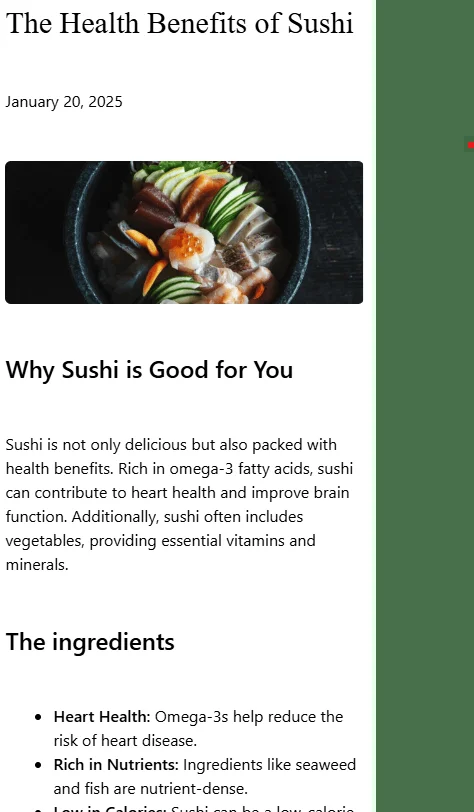 The Health Benefits of Sushi
January 20, 2025
Why Sushi is Good for You
Sushi is not only delicious but also packed with
health benefits. Rich in omega-3 fatty acids, sushi
can contribute to heart health and improve brain
function. Additionally, sushi often includes
vegetables, providing essential vitamins and
minerals.
The ingredients
Heart Health: Omega-3s help reduce the
risk of heart disease.
Rich in Nutrients: Ingredients like seaweed
and fish are nutrient-dense.
Low in Calories: Sushi can be a low-calorie